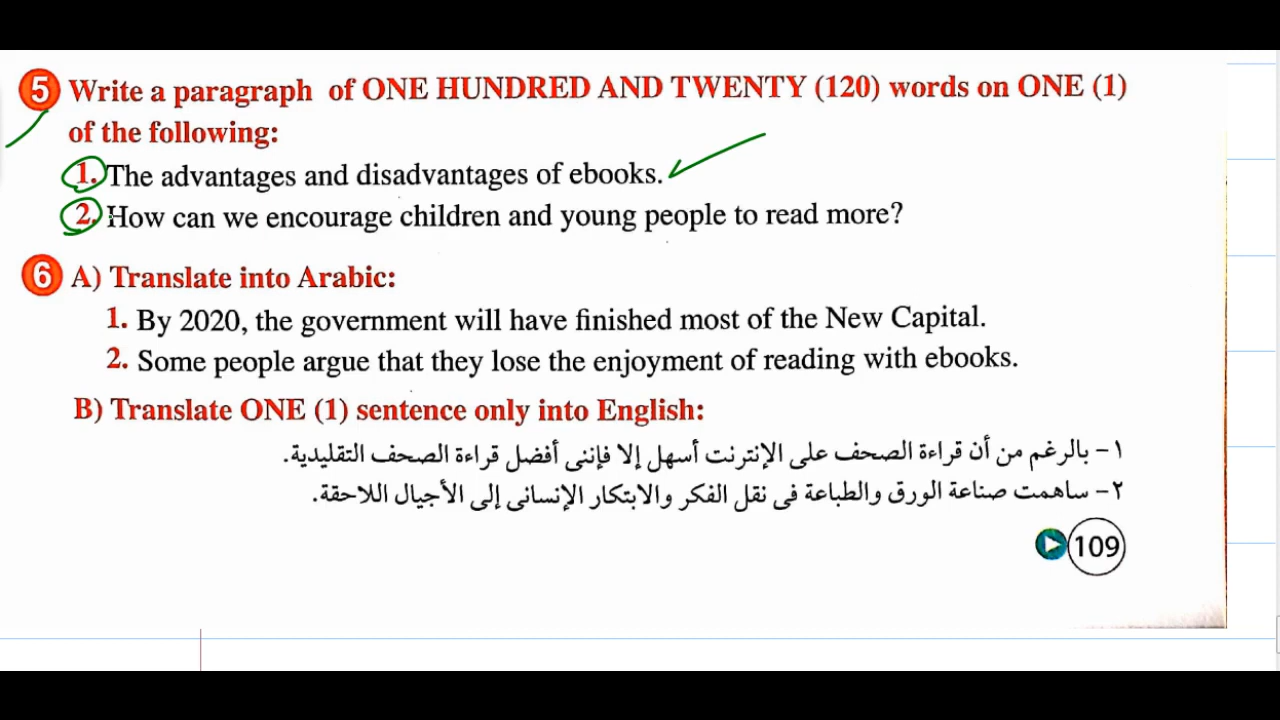 5 Write a paragraph of ONE HUNDRED AND TWENTY (120) words on ONE (1)
of the following:
1. The advantages and disadvantages of ebooks.
2. How can we encourage children and young people to read more?
6 A) Translate into Arabic:
1. By 2020, the government will have finished most of the New Capital.
2. Some people argue that they lose the enjoyment of reading with ebooks.
B) Translate ONE (1) sentence only into English:
١- بالرغم من أن قراءة الصحف على الإنترنت أسهل إلا فإننى أفضل قراءة الصحف التقليدية.
٢- ساهمت صناعة الورق والطباعة فى نقل الفكر والابتكار الإنسانى إلى الأجيال اللاحقة.
109